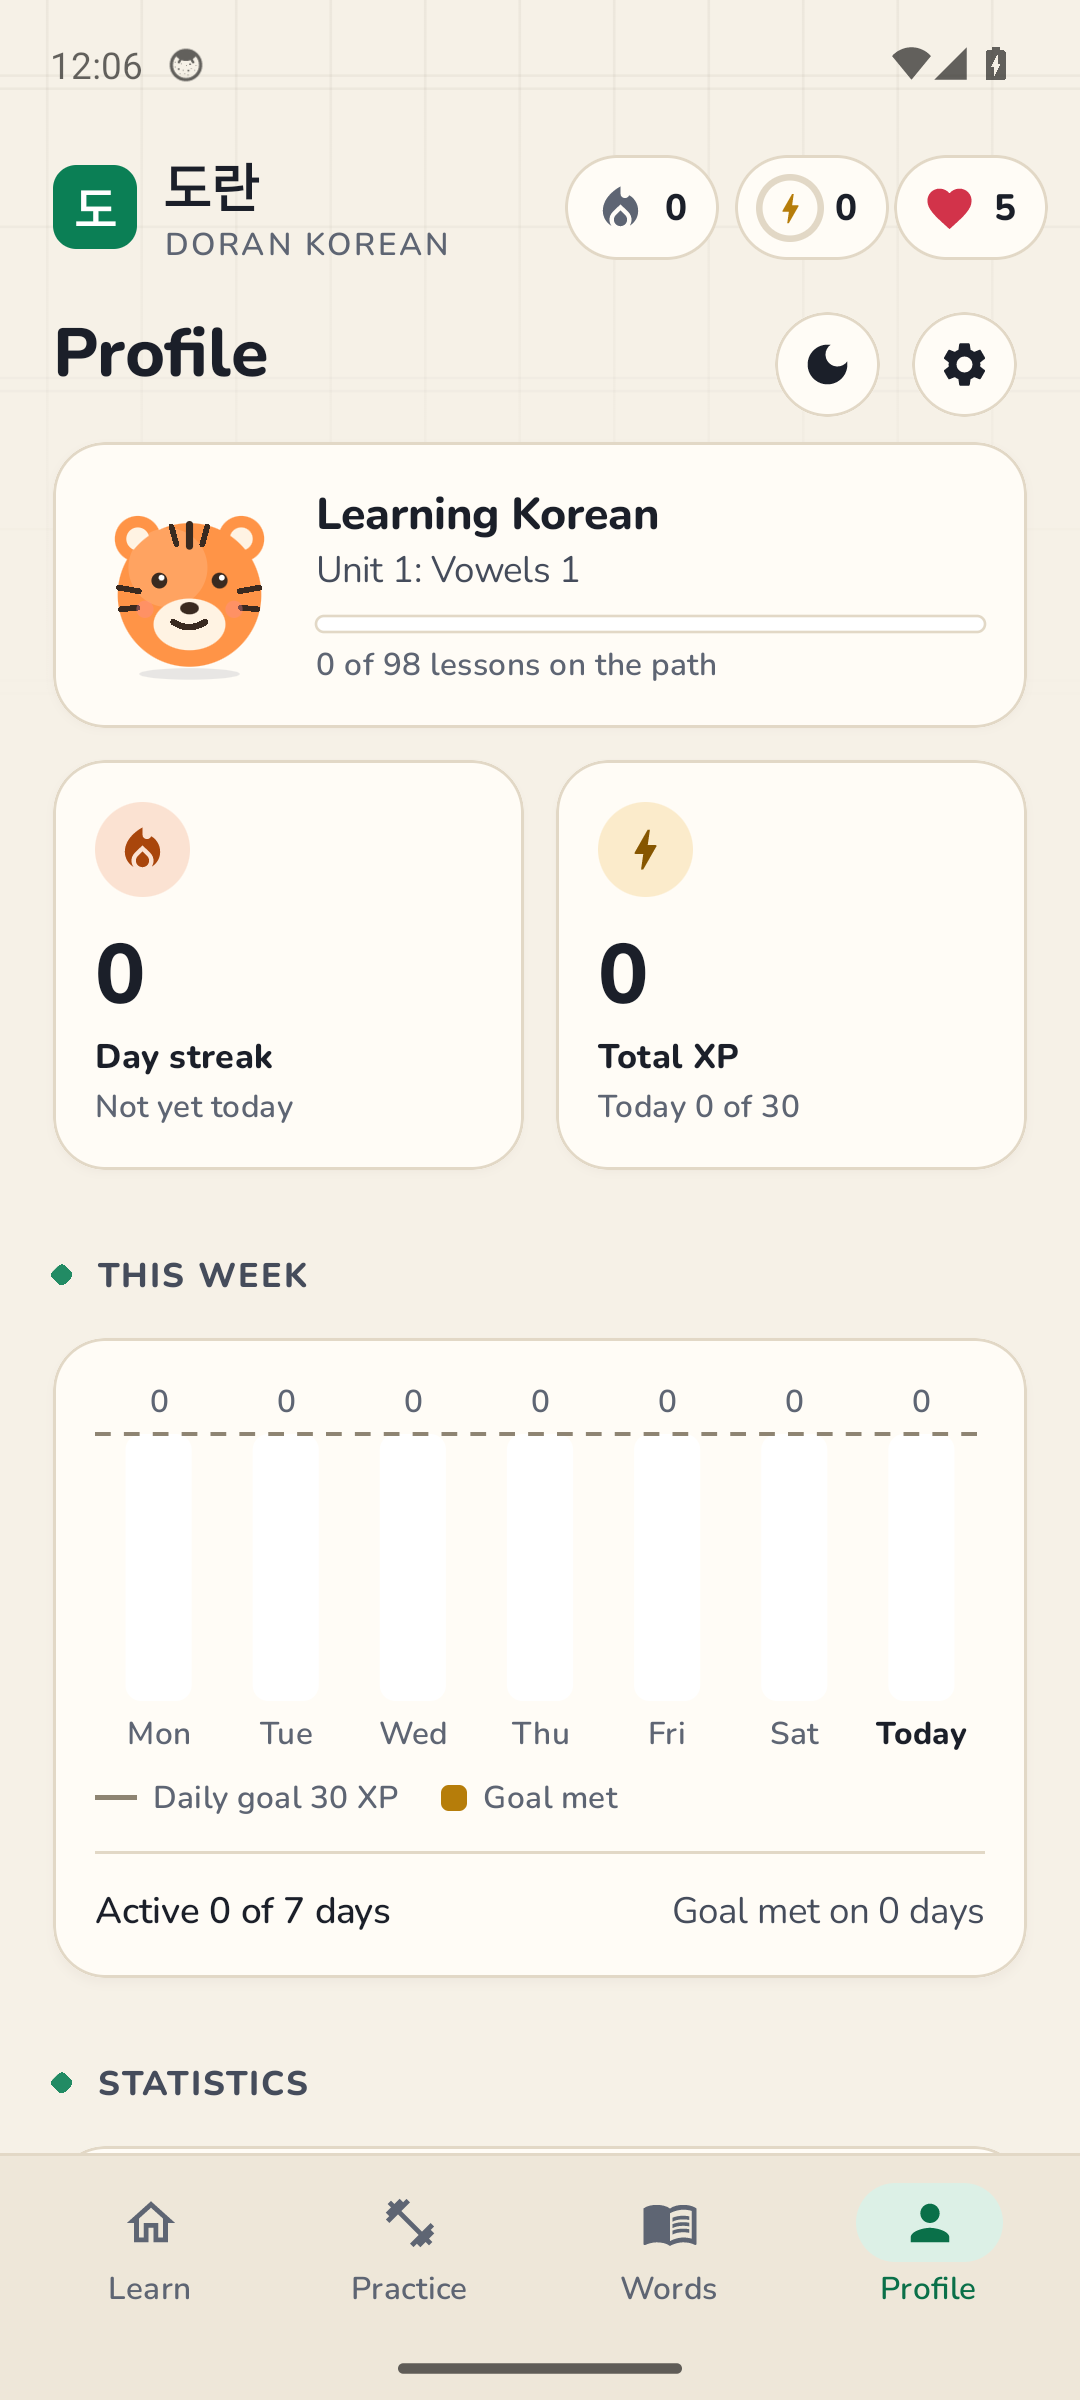 12:06
도
도란
DORAN KOREAN
0
0
5
Profile
Learning Korean
Unit 1: Vowels 1
0 of 98 lessons on the path
0
Day streak
Not yet today
0
Total XP
Today 0 of 30
THIS WEEK
0 0 0 0 0 0 0
Mon Tue Wed Thu Fri Sat Today
Daily goal 30 XP Goal met
Active 0 of 7 days Goal met on 0 days
STATISTICS
Learn Practice Words Profile